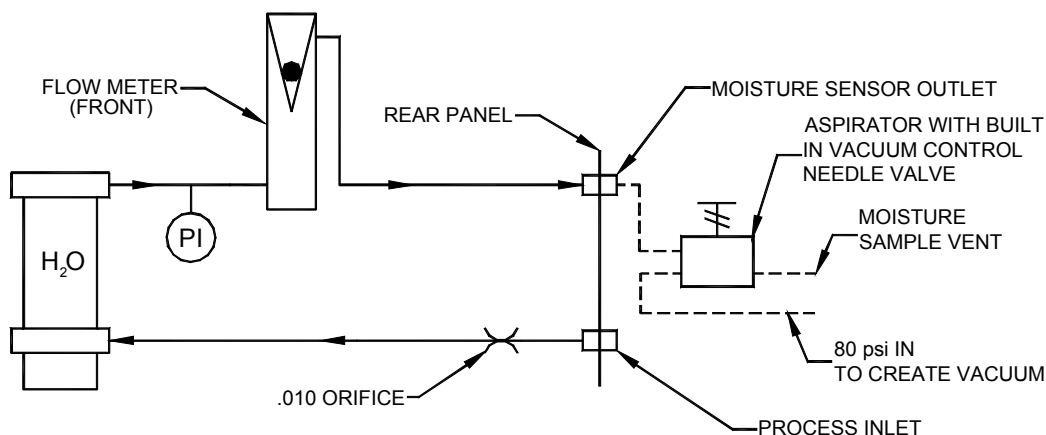 FLOW METER
(FRONT)
REAR PANEL
MOISTURE SENSOR OUTLET
ASPIRATOR WITH BUILT
IN VACUUM CONTROL
NEEDLE VALVE
MOISTURE
SAMPLE VENT
PI
H₂O
80 psi IN
TO CREATE VACUUM
.010 ORIFICE
PROCESS INLET